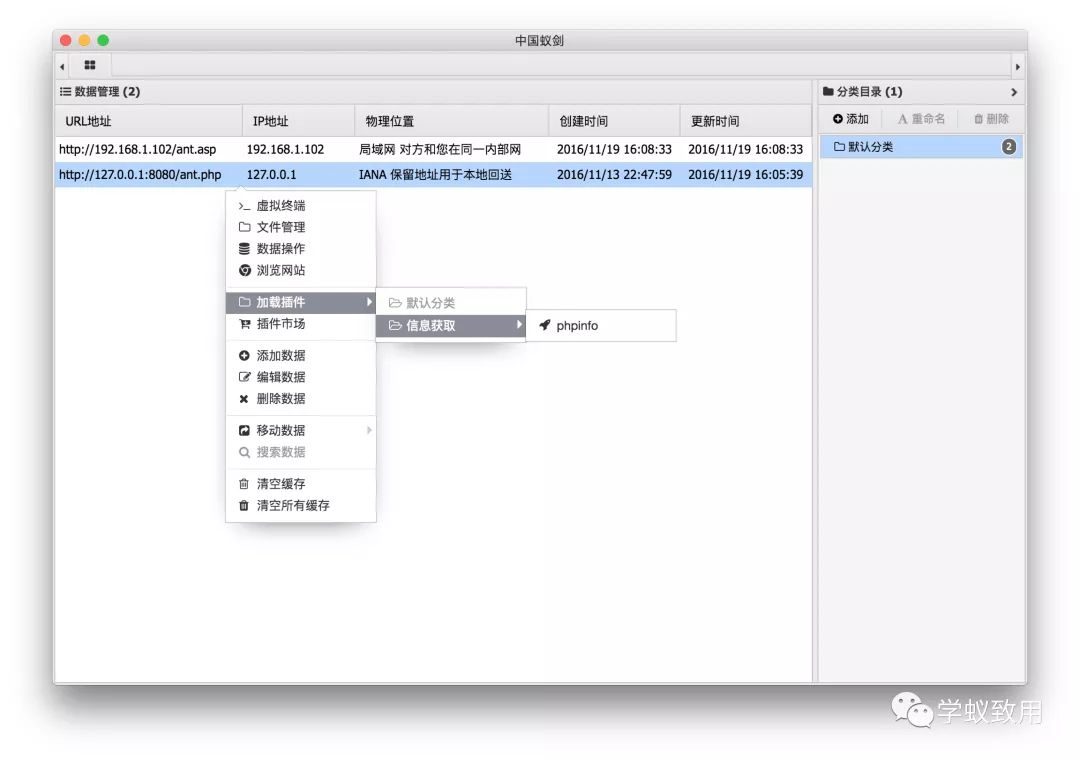 中国蚁剑
数据管理 (2)
分类目录 (1)
URL地址 IP地址 物理位置 创建时间 更新时间
添加 A 重命名 删除
http://192.168.1.102/ant.asp 192.168.1.102 局域网 对方和您在同一内部网 2016/11/19 16:08:33 2016/11/19 16:08:33
默认分类 2
http://127.0.0.1:8080/ant.php 127.0.0.1 IANA 保留地址用于本地回送 2016/11/13 22:47:59 2016/11/19 16:05:39
虚拟终端
文件管理
数据操作
浏览网站
加载插件
默认分类
插件市场
信息获取
phpinfo
添加数据
编辑数据
删除数据
移动数据
搜索数据
清空缓存
清空所有缓存
学蚁致用